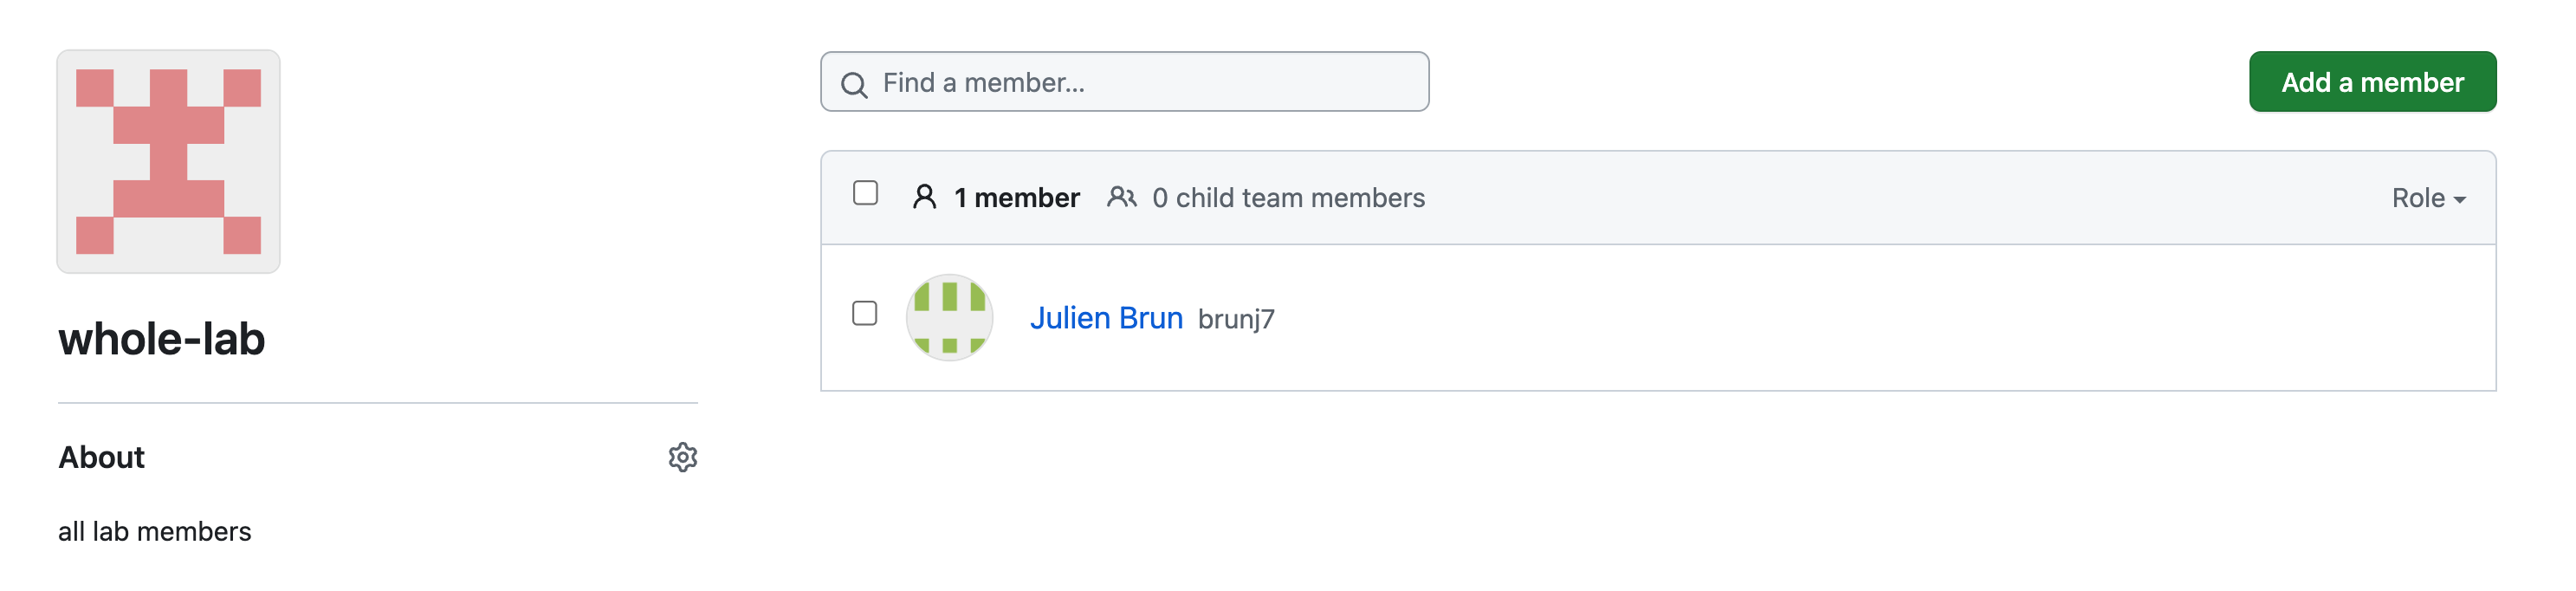 whole-lab
About
all lab members
Find a member...
Add a member
1 member 0 child team members Role
Julien Brun brunj7